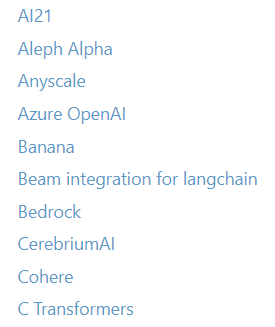 AI21
Aleph Alpha
Anyscale
Azure OpenAI
Banana
Beam integration for langchain
Bedrock
CerebriumAI
Cohere
C Transformers